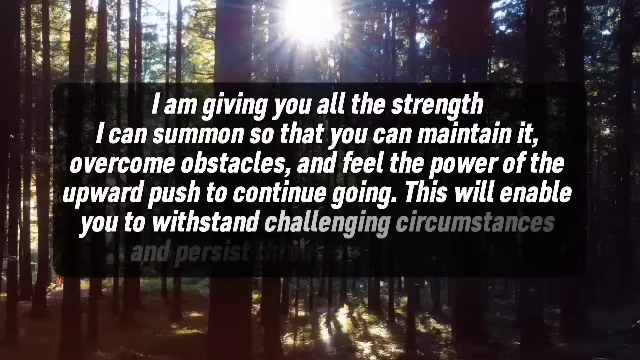 I am giving you all the strength
I can summon so that you can maintain it,
overcome obstacles, and feel the power of the
upward push to continue going. This will enable
you to withstand challenging circumstances
and persist